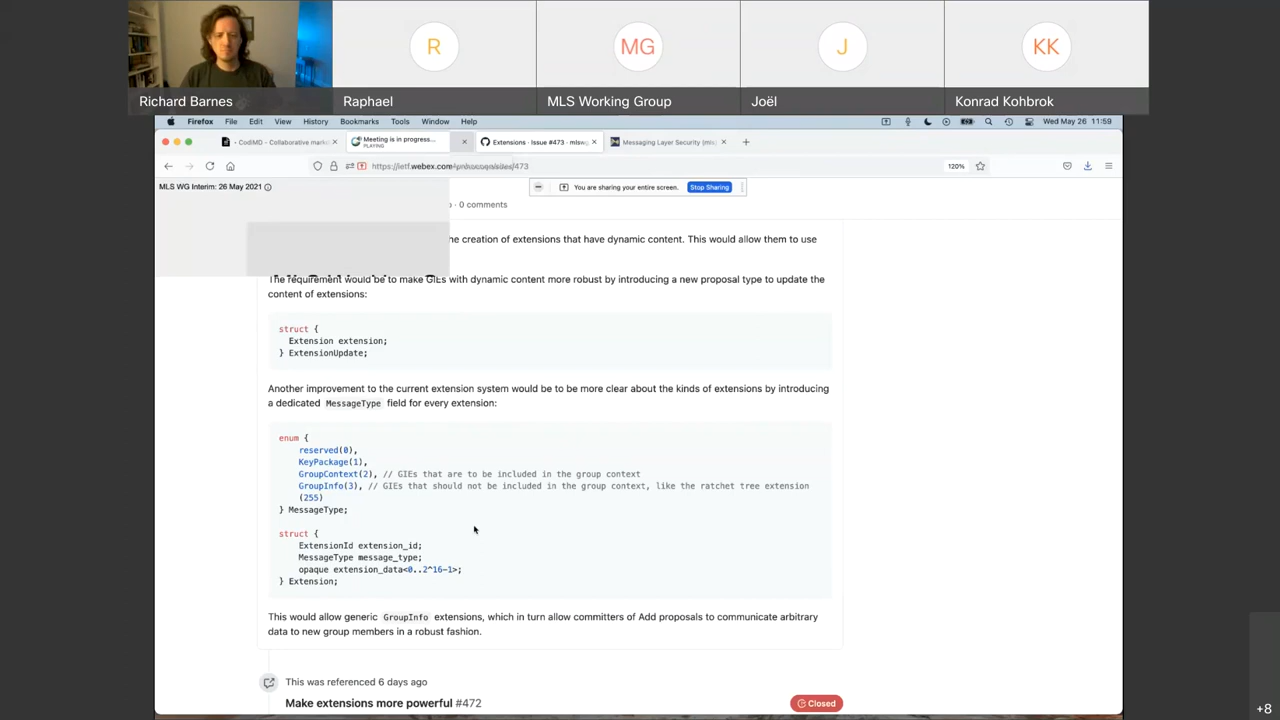 R
MG
J
KK
Richard Barnes
Raphael
MLS Working Group
Joël
Konrad Kohbrok
Firefox File Edit View History Bookmarks Tools Window Help
Wed May 26 11:59
- CodiMD - Collaborative marke
Meeting is in progress...
PLAYING
Extensions · Issue #473 · mlswg
Messaging Layer Security (mls)
120%
MLS WG Interim: 26 May 2021
You are sharing your entire screen.
Stop Sharing
· 0 comments
he creation of extensions that have dynamic content. This would allow them to use
The requirement would be to make GIEs with dynamic content more robust by introducing a new proposal type to update the
content of extensions:
struct {
Extension extension;
} ExtensionUpdate;
Another improvement to the current extension system would be to be more clear about the kinds of extensions by introducing
a dedicated MessageType field for every extension:
enum {
reserved(0),
KeyPackage(1),
GroupContext(2), // GIEs that are to be included in the group context
GroupInfo(3), // GIEs that should not be included in the group context, like the ratchet tree extension
(255)
} MessageType;
struct {
ExtensionId extension_id;
MessageType message_type;
opaque extension_data<0..2^16-1>;
} Extension;
This would allow generic GroupInfo extensions, which in turn allow committers of Add proposals to communicate arbitrary
data to new group members in a robust fashion.
This was referenced 6 days ago
Make extensions more powerful #472
Closed
+8